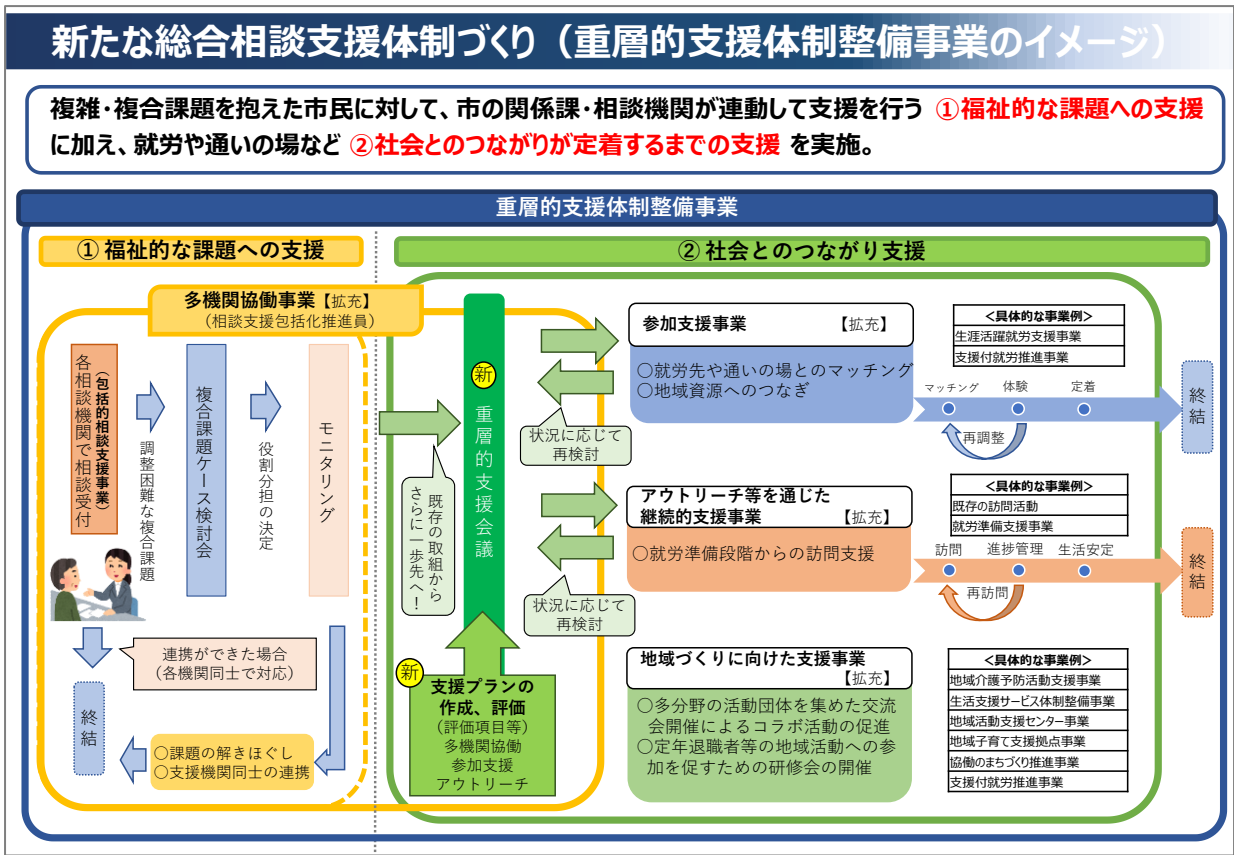 新たな総合相談支援体制づくり（重層的支援体制整備事業のイメージ）
複雑・複合課題を抱えた市民に対して、市の関係課・相談機関が連動して支援を行う ①福祉的な課題への支援
に加え、就労や通いの場など ②社会とのつながりが定着するまでの支援 を実施。
重層的支援体制整備事業
① 福祉的な課題への支援
多機関協働事業【拡充】
（相談支援包括化推進員）
（包括的相談支援事業）
各相談機関で相談受付
調整困難な複合課題
複合課題ケース検討会
役割分担の決定
モニタリング
連携ができた場合
（各機関同士で対応）
終結
○課題の解きほぐし
○支援機関同士の連携
② 社会とのつながり支援
新
重層的支援会議
既存の取組から
さらに一歩先へ！
新
支援プランの
作成、評価
（評価項目等）
多機関協働
参加支援
アウトリーチ
状況に応じて
再検討
状況に応じて
再検討
参加支援事業 【拡充】
○就労先や通いの場とのマッチング
○地域資源へのつなぎ
＜具体的な事業例＞
生涯活躍就労支援事業
支援付就労推進事業
マッチング 体験 定着
再調整
終結
アウトリーチ等を通じた
継続的支援事業 【拡充】
○就労準備段階からの訪問支援
＜具体的な事業例＞
既存の訪問活動
就労準備支援事業
訪問 進捗管理 生活安定
再訪問
終結
地域づくりに向けた支援事業
【拡充】
○多分野の活動団体を集めた交流
会開催によるコラボ活動の促進
○定年退職者等の地域活動への参
加を促すための研修会の開催
＜具体的な事業例＞
地域介護予防活動支援事業
生活支援サービス体制整備事業
地域活動支援センター事業
地域子育て支援拠点事業
協働のまちづくり推進事業
支援付就労推進事業